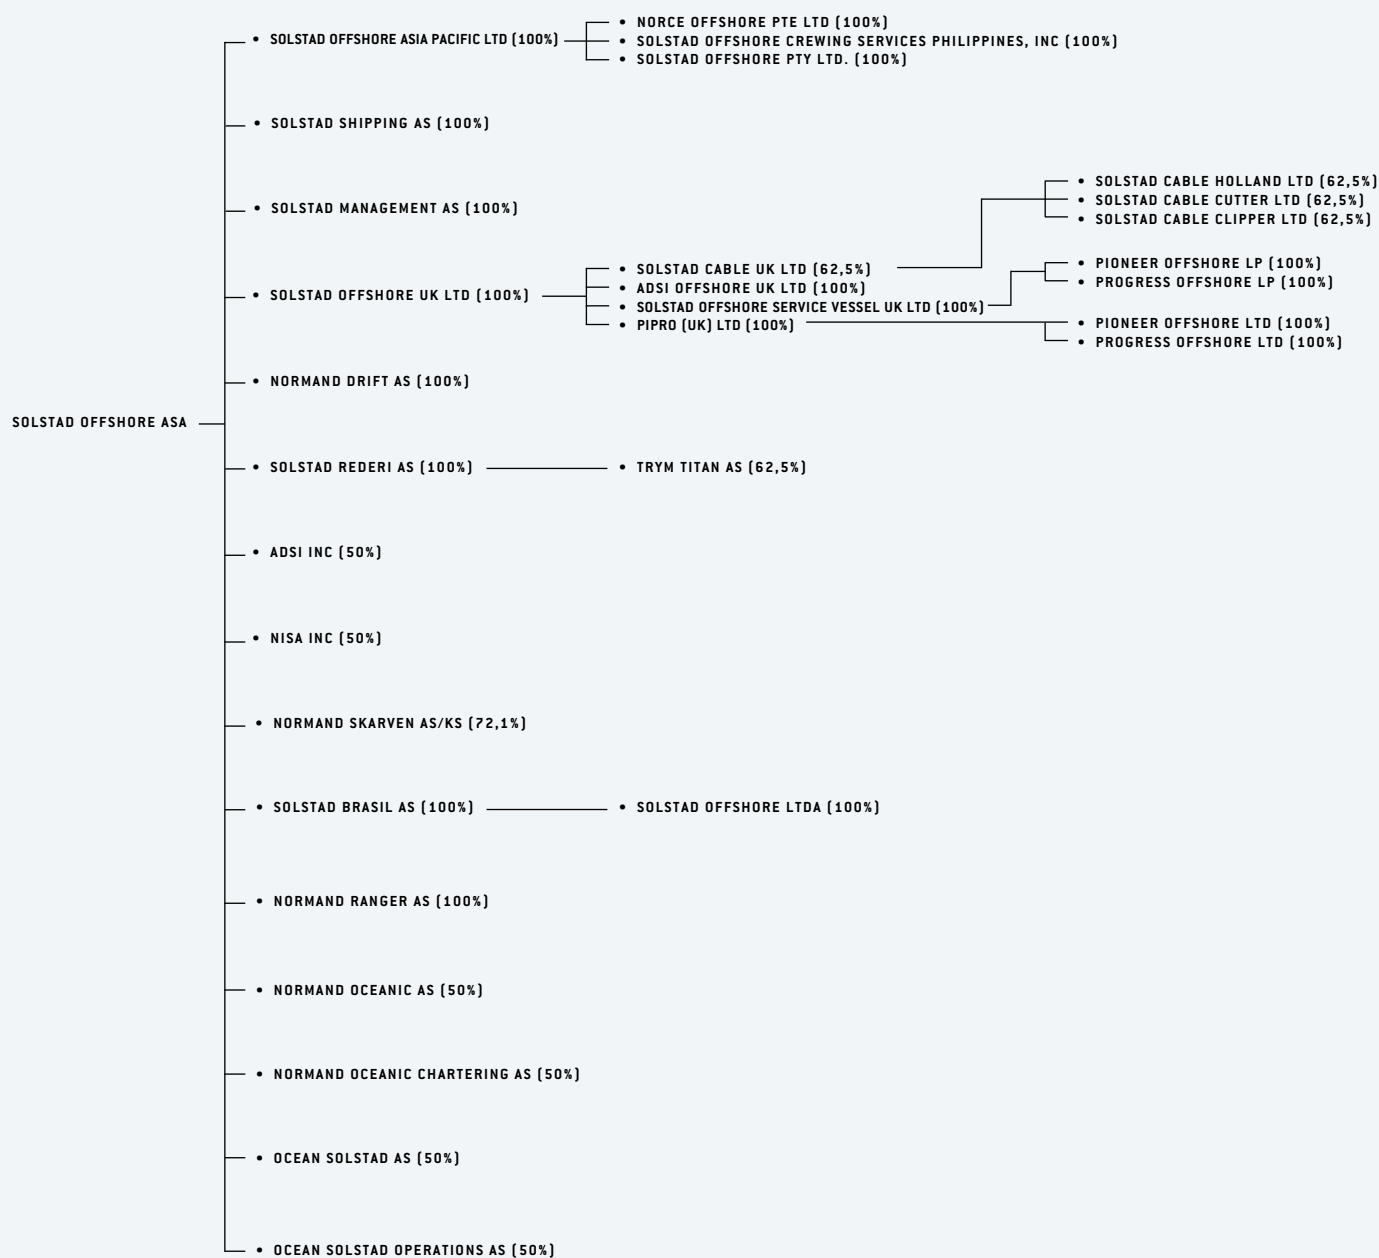 SOLSTAD OFFSHORE ASA
• SOLSTAD OFFSHORE ASIA PACIFIC LTD (100%)
• NORCE OFFSHORE PTE LTD (100%)
• SOLSTAD OFFSHORE CREWING SERVICES PHILIPPINES, INC (100%)
• SOLSTAD OFFSHORE PTY LTD. (100%)
• SOLSTAD SHIPPING AS (100%)
• SOLSTAD MANAGEMENT AS (100%)
• SOLSTAD OFFSHORE UK LTD (100%)
• SOLSTAD CABLE UK LTD (62,5%)
• ADSI OFFSHORE UK LTD (100%)
• SOLSTAD OFFSHORE SERVICE VESSEL UK LTD (100%)
• PIPRO (UK) LTD (100%)
• SOLSTAD CABLE HOLLAND LTD (62,5%)
• SOLSTAD CABLE CUTTER LTD (62,5%)
• SOLSTAD CABLE CLIPPER LTD (62,5%)
• PIONEER OFFSHORE LP (100%)
• PROGRESS OFFSHORE LP (100%)
• PIONEER OFFSHORE LTD (100%)
• PROGRESS OFFSHORE LTD (100%)
• NORMAND DRIFT AS (100%)
• SOLSTAD REDERI AS (100%)
• TRYM TITAN AS (62,5%)
• ADSI INC (50%)
• NISA INC (50%)
• NORMAND SKARVEN AS/KS (72,1%)
• SOLSTAD BRASIL AS (100%)
• SOLSTAD OFFSHORE LTDA (100%)
• NORMAND RANGER AS (100%)
• NORMAND OCEANIC AS (50%)
• NORMAND OCEANIC CHARTERING AS (50%)
• OCEAN SOLSTAD AS (50%)
• OCEAN SOLSTAD OPERATIONS AS (50%)